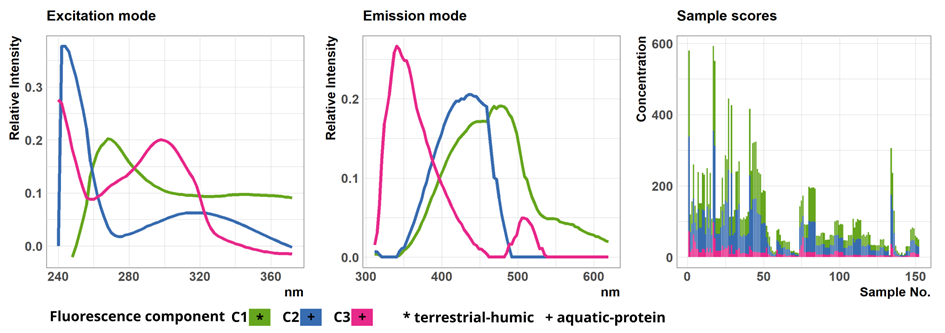 Excitation mode
Relative Intensity
0.3
0.2
0.1
0.0
240 280 320 360
nm
Emission mode
Relative Intensity
0.2
0.1
0.0
300 400 500 600
nm
Sample scores
Concentration
600
400
200
0
0 50 100 150
Sample No.
Fluorescence component C1 * C2 + C3 + * terrestrial-humic + aquatic-protein